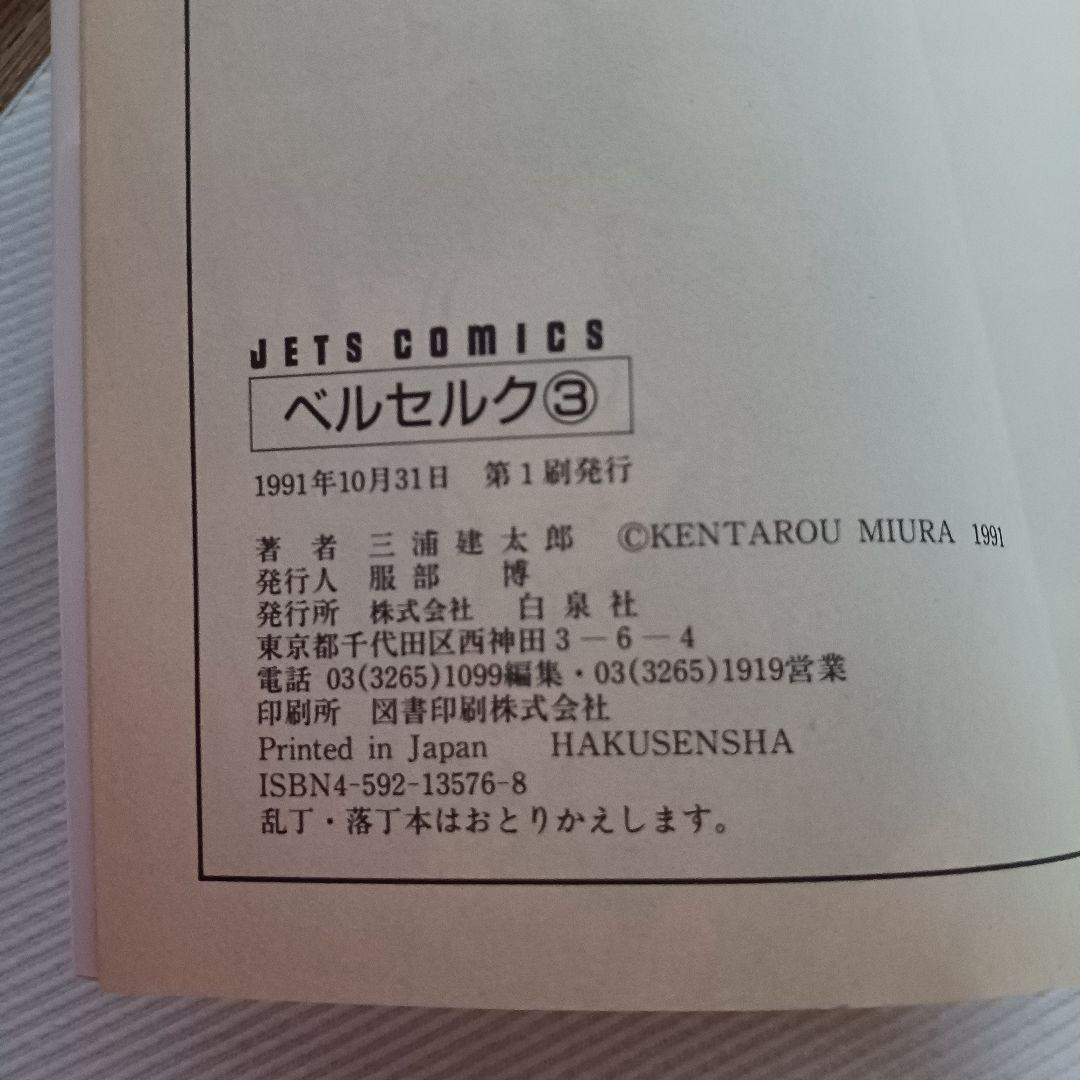 JETS COMICS
ベルセルク③
1991年10月31日　第1刷発行
著　者　三浦建太郎　©KENTAROU MIURA 1991
発行人　服部　博
発行所　株式会社　白泉社
東京都千代田区西神田3－6－4
電話 03(3265)1099編集・03(3265)1919営業
印刷所　図書印刷株式会社
Printed in Japan　HAKUSENSHA
ISBN4-592-13576-8
乱丁・落丁本はおとりかえします。